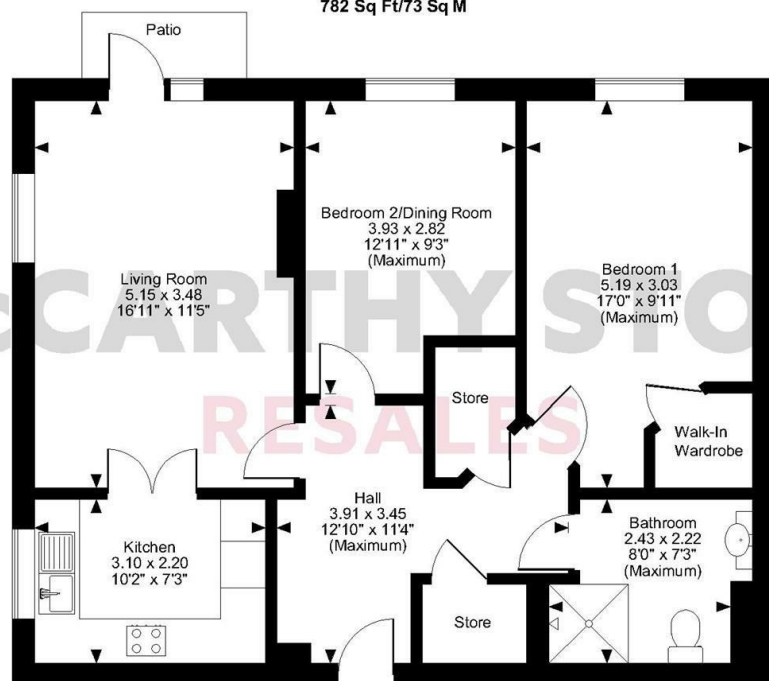 782 Sq Ft/73 Sq M
Patio
Living Room
5.15 x 3.48
16'11" x 11'5"
Bedroom 2/Dining Room
3.93 x 2.82
12'11" x 9'3"
(Maximum)
Bedroom 1
5.19 x 3.03
17'0" x 9'11"
(Maximum)
McCARTHY STO
RESALES
Store
Walk-In
Wardrobe
Hall
3.91 x 3.45
12'10" x 11'4"
(Maximum)
Kitchen
3.10 x 2.20
10'2" x 7'3"
Bathroom
2.43 x 2.22
8'0" x 7'3"
(Maximum)
Store